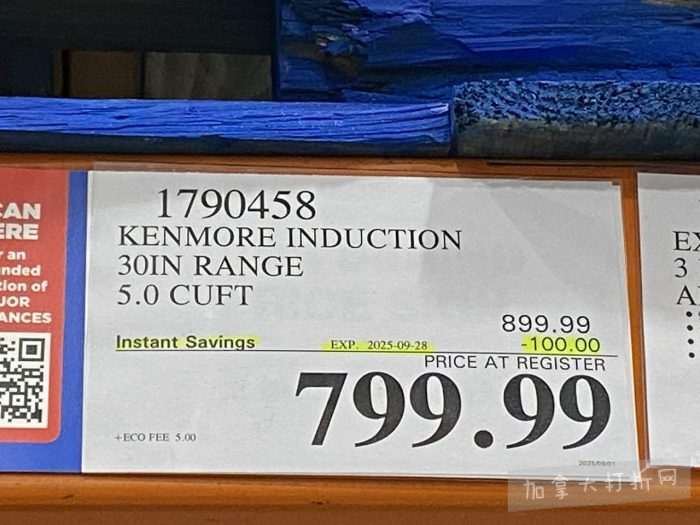 1790458
KENMORE INDUCTION
30IN RANGE
5.0 CUFT
899.99
Instant Savings EXP. 2025-09-28 -100.00
PRICE AT REGISTER
799.99
+ECO FEE 5.00
CAN
ERE
r an
nded
tion of
JOR
ANCES
EX
3
A
加拿大打折网